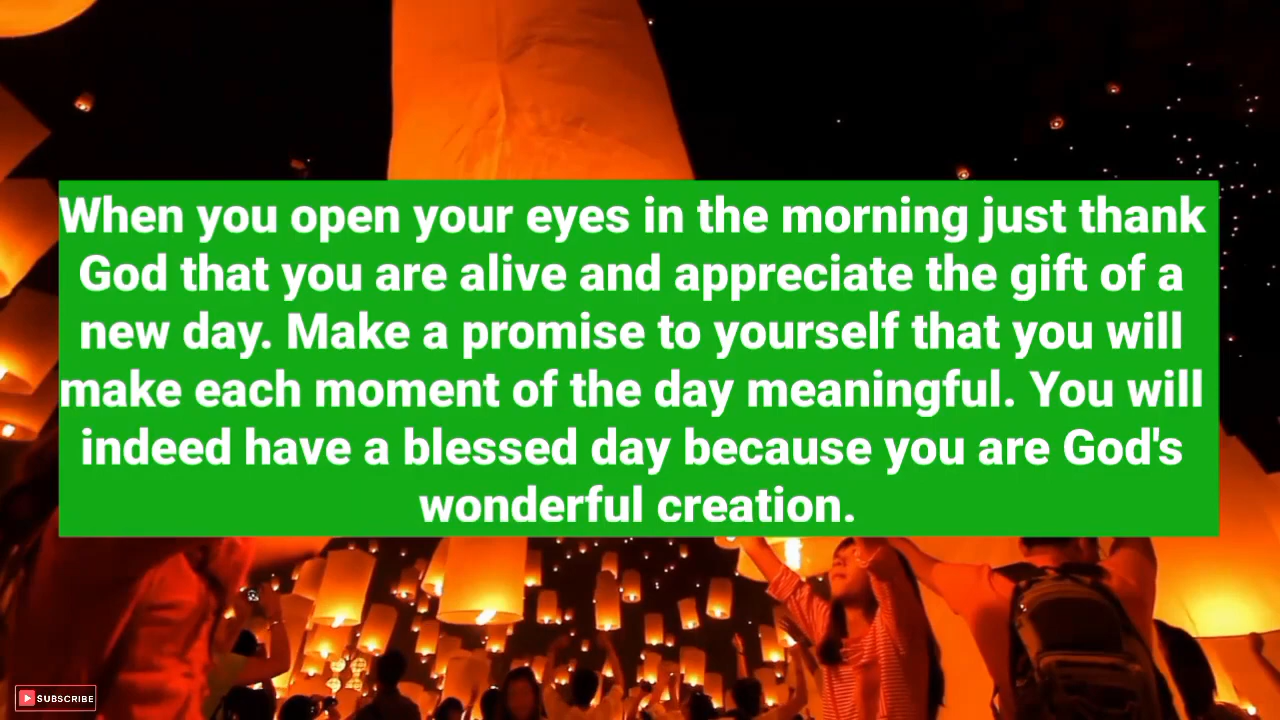 When you open your eyes in the morning just thank
God that you are alive and appreciate the gift of a
new day. Make a promise to yourself that you will
make each moment of the day meaningful. You will
indeed have a blessed day because you are God's
wonderful creation.
SUBSCRIBE